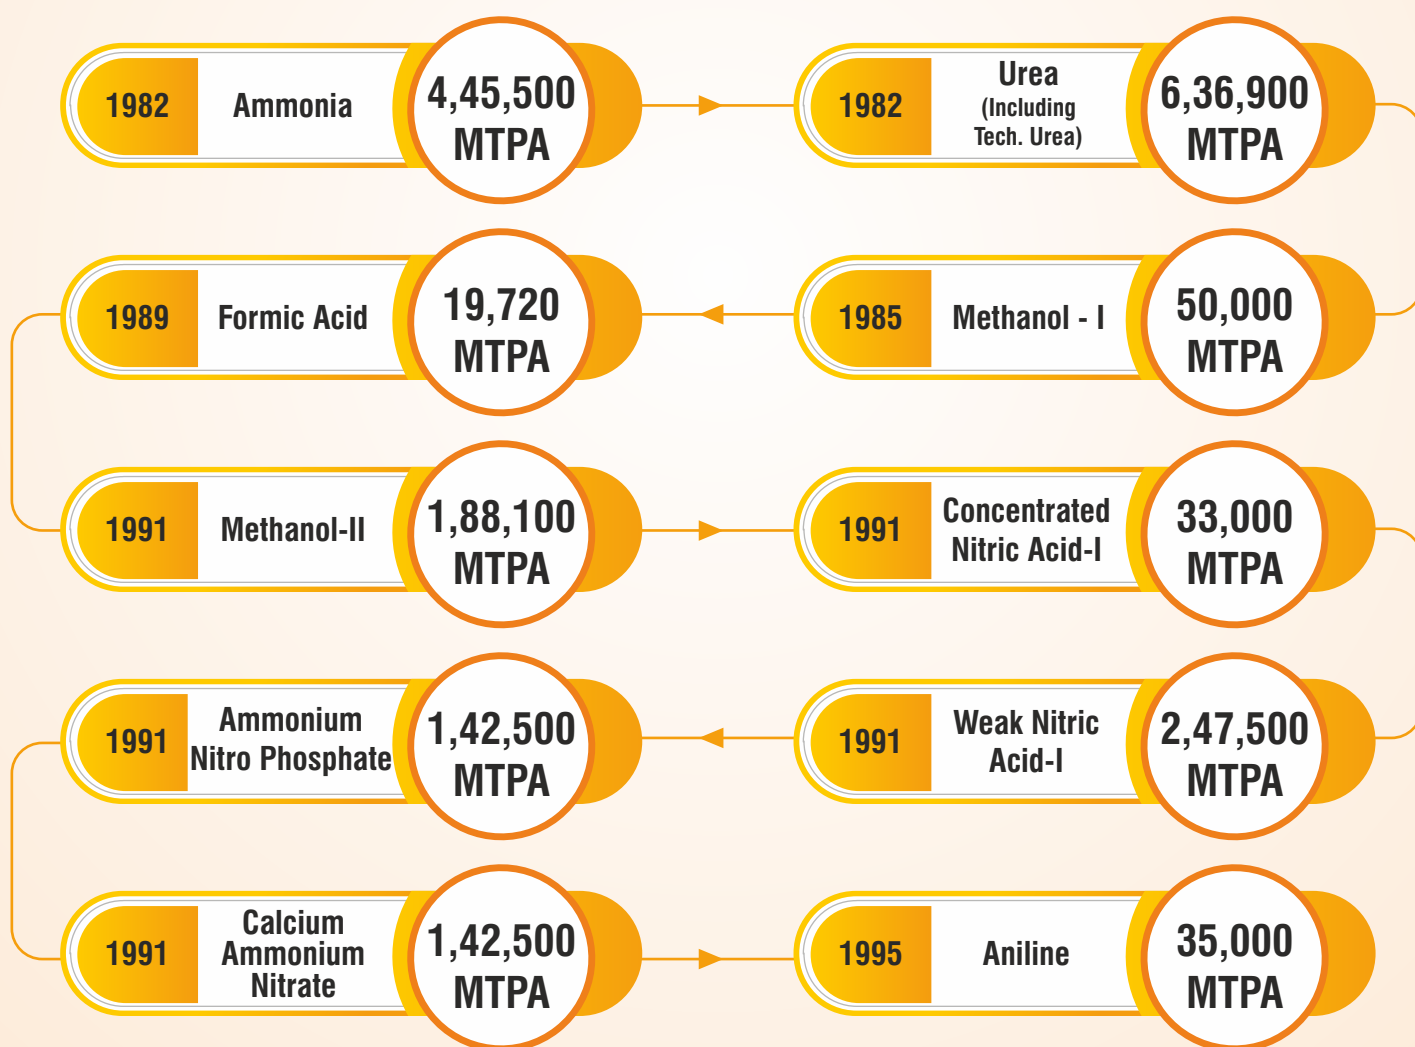 1982
Ammonia
4,45,500
MTPA
1982
Urea
(Including
Tech. Urea)
6,36,900
MTPA
1985
Methanol - I
50,000
MTPA
1989
Formic Acid
19,720
MTPA
1991
Methanol-II
1,88,100
MTPA
1991
Concentrated
Nitric Acid-I
33,000
MTPA
1991
Weak Nitric
Acid-I
2,47,500
MTPA
1991
Ammonium
Nitro Phosphate
1,42,500
MTPA
1991
Calcium
Ammonium
Nitrate
1,42,500
MTPA
1995
Aniline
35,000
MTPA